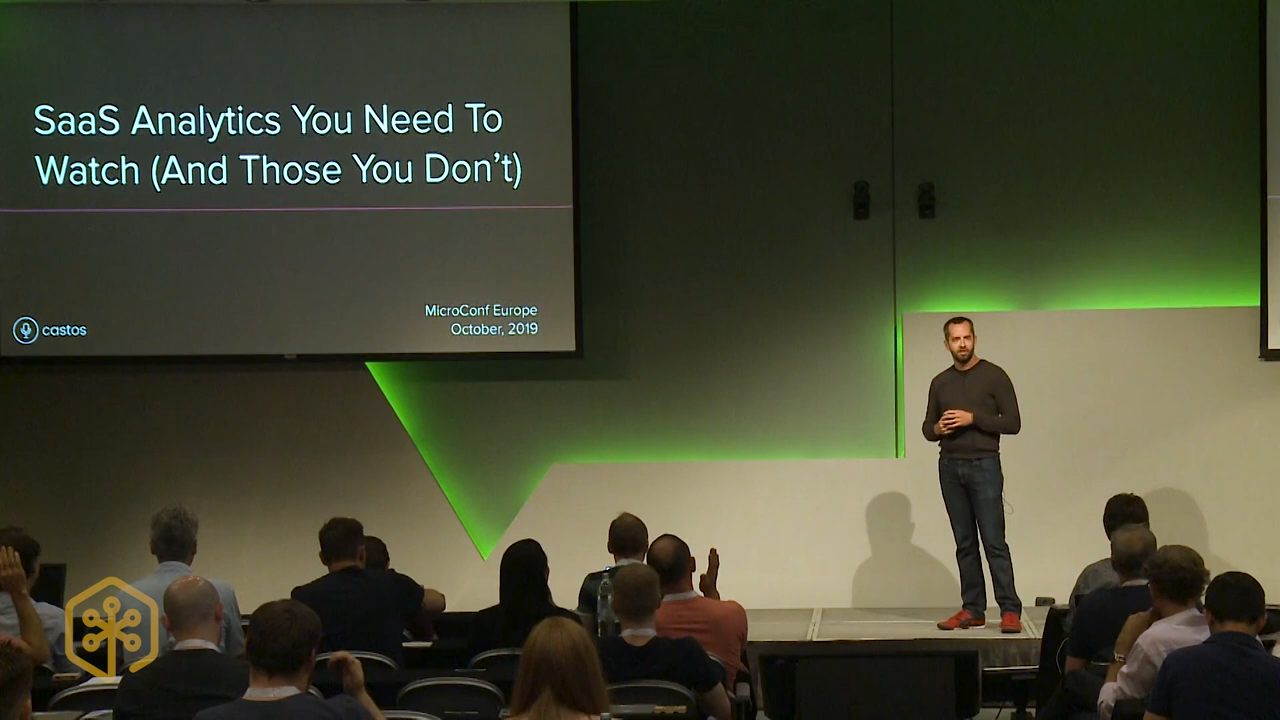 SaaS Analytics You Need To
Watch (And Those You Don't)
MicroConf Europe
October, 2019
castos